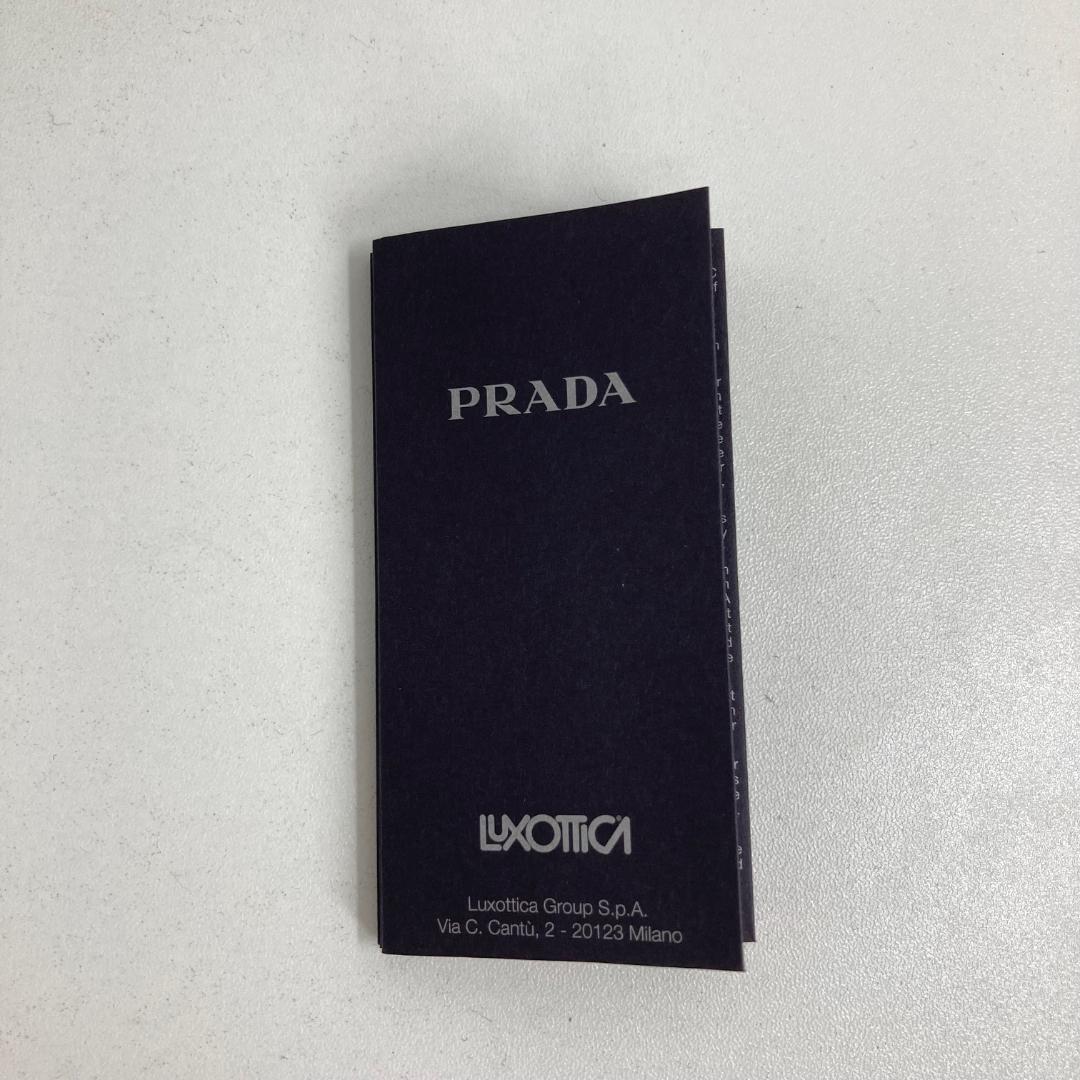 PRADA
LUXOTTICA
Luxottica Group S.p.A.
Via C. Cantù, 2 - 20123 Milano